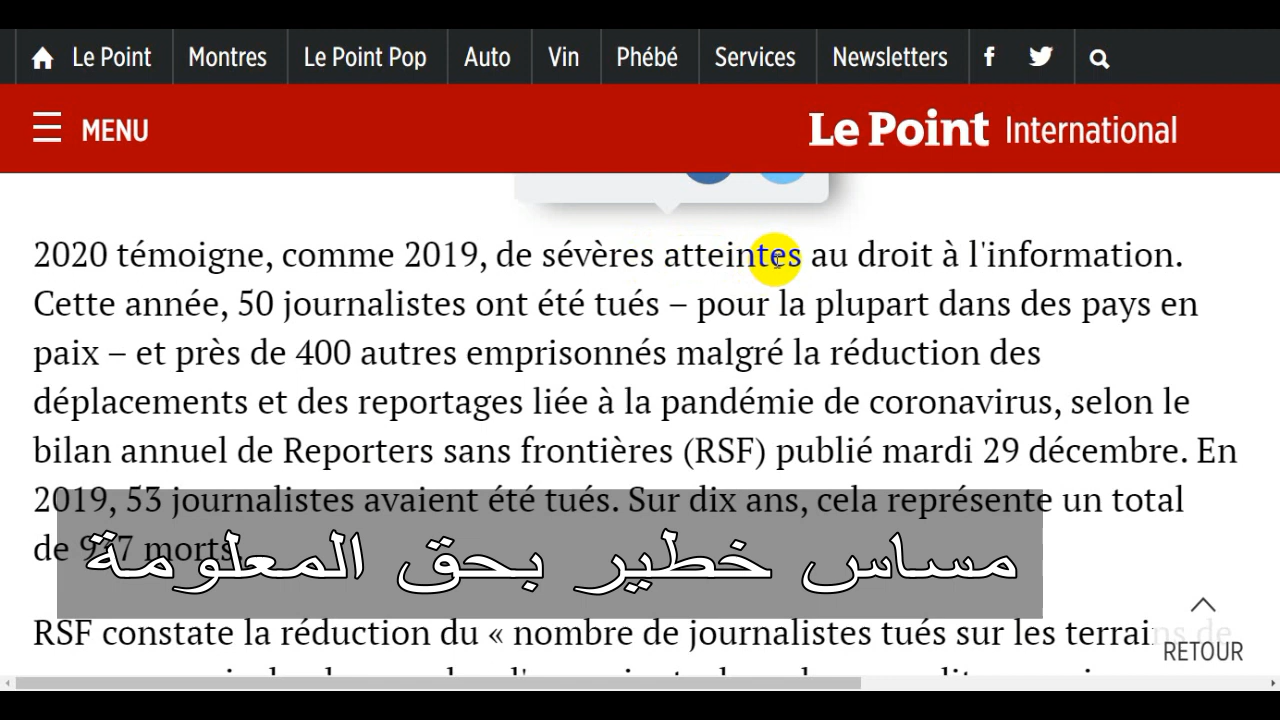 Le Point Montres Le Point Pop Auto Vin Phébé Services Newsletters
MENU
Le Point International
2020 témoigne, comme 2019, de sévères atteintes au droit à l'information.
Cette année, 50 journalistes ont été tués – pour la plupart dans des pays en
paix – et près de 400 autres emprisonnés malgré la réduction des
déplacements et des reportages liée à la pandémie de coronavirus, selon le
bilan annuel de Reporters sans frontières (RSF) publié mardi 29 décembre. En
2019, 53 journalistes avaient été tués. Sur dix ans, cela représente un total
de morts.
مساس خطير بحق المعلومة
RSF constate la réduction du « nombre de journalistes tués sur les terrains de
RETOUR